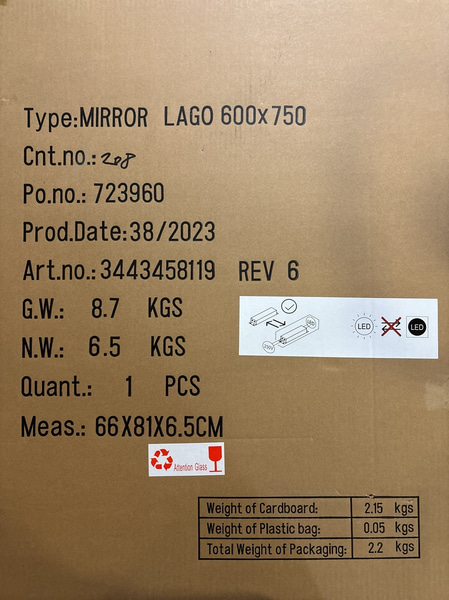 Type:MIRROR LAGO 600x750
Cnt.no.: 208
Po.no.: 723960
Prod.Date:38/2023
Art.no.:3443458119 REV 6
G.W.: 8.7 KGS
N.W.: 6.5 KGS
Quant.: 1 PCS
Meas.: 66X81X6.5CM
LED
230V
LED
LED
Attention Glass
Weight of Cardboard: 2.15 kgs
Weight of Plastic bag: 0.05 kgs
Total Weight of Packaging: 2.2 kgs